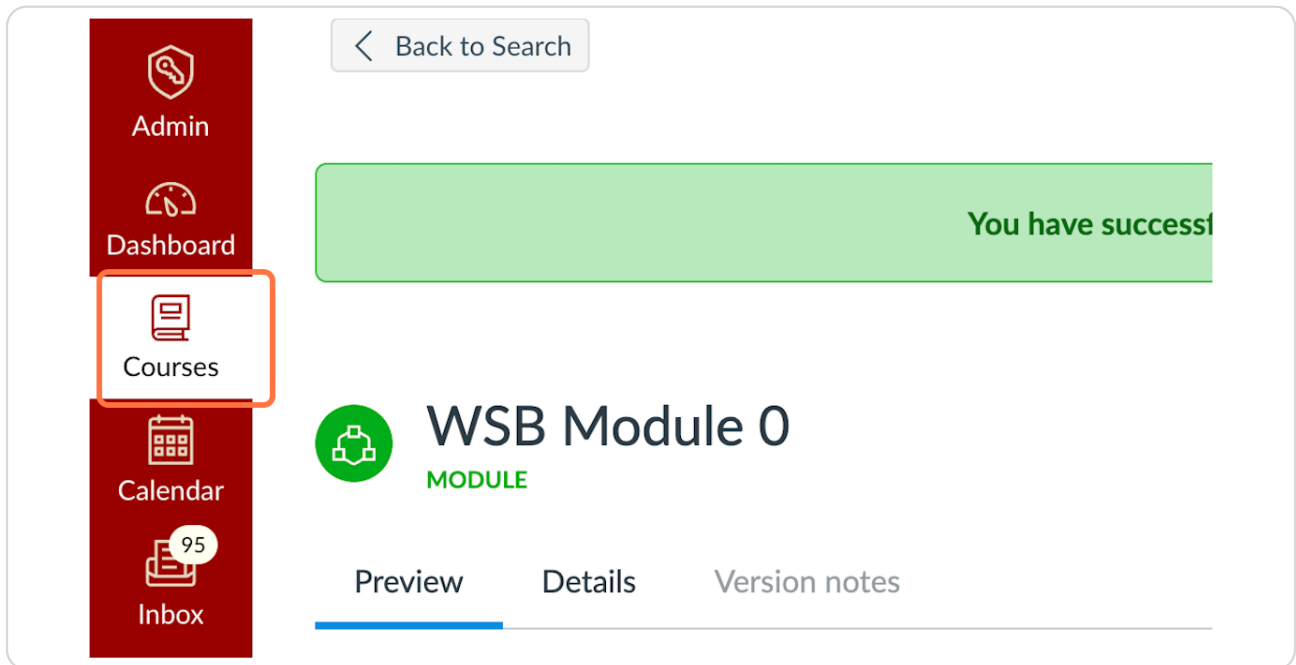 Admin
Dashboard
Courses
Calendar
95
Inbox
Back to Search
You have success
WSB Module 0
MODULE
Preview Details Version notes